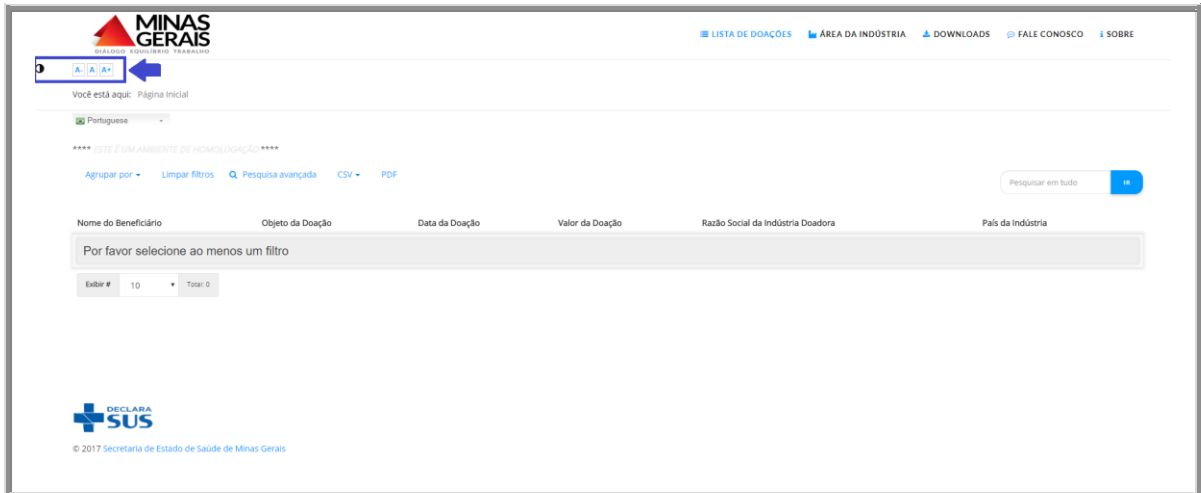 MINAS
GERAIS
DIÁLOGO EQUILÍBRIO TRABALHO
LISTA DE DOAÇÕES ÁREA DA INDÚSTRIA DOWNLOADS FALE CONOSCO SOBRE
A- A A+
Você está aqui: Página Inicial
Portuguese
**** ESTE É UM AMBIENTE DE HOMOLOGAÇÃO ****
Agrupar por Limpar filtros Pesquisa avançada CSV PDF
Pesquisar em tudo IR
Nome do Beneficiário Objeto da Doação Data da Doação Valor da Doação Razão Social da Indústria Doadora País da Indústria
Por favor selecione ao menos um filtro
Exibir # 10 Total: 0
DECLARA
SUS
© 2017 Secretaria de Estado de Saúde de Minas Gerais